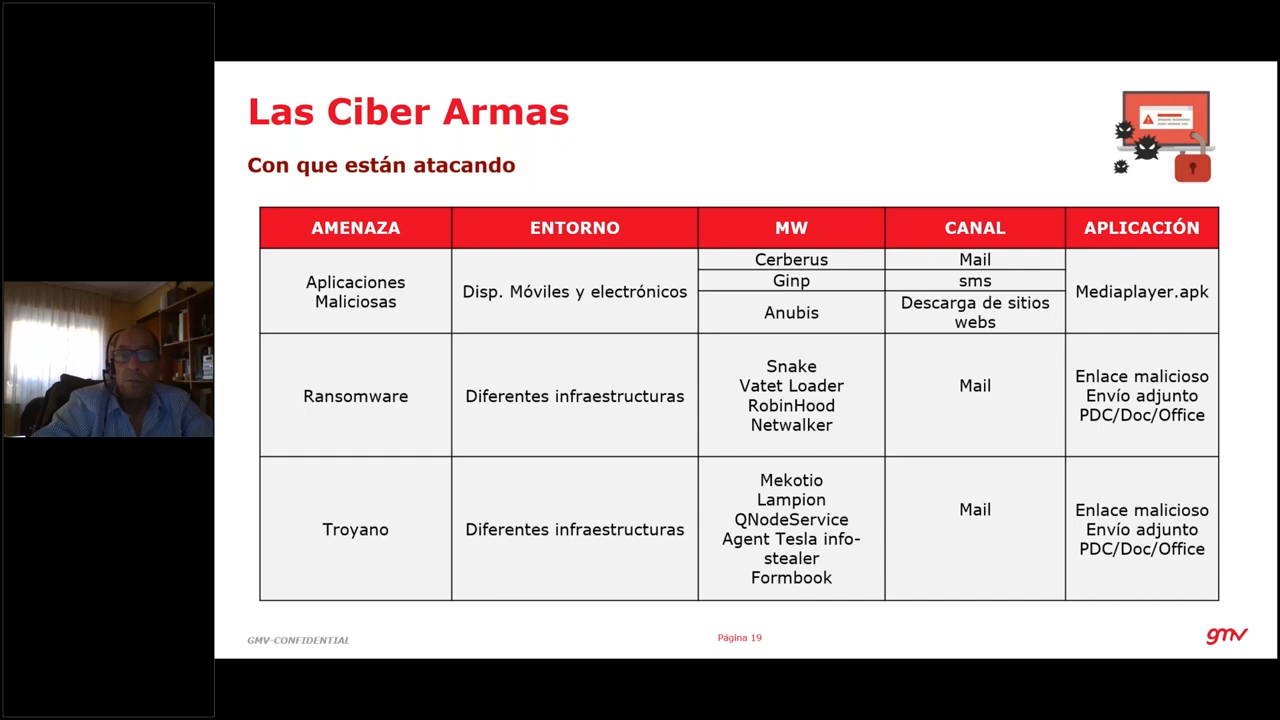 Las Ciber Armas
Con que están atacando
AMENAZA
ENTORNO
MW
CANAL
APLICACIÓN
Aplicaciones
Maliciosas
Disp. Móviles y electrónicos
Cerberus
Mail
Ginp
sms
Anubis
Descarga de sitios
webs
Mediaplayer.apk
Ransomware
Diferentes infraestructuras
Snake
Vatet Loader
RobinHood
Netwalker
Mail
Enlace malicioso
Envío adjunto
PDC/Doc/Office
Troyano
Diferentes infraestructuras
Mekotio
Lampion
QNodeService
Agent Tesla info-
stealer
Formbook
Mail
Enlace malicioso
Envío adjunto
PDC/Doc/Office
GMV-CONFIDENTIAL
Página 19
gmv